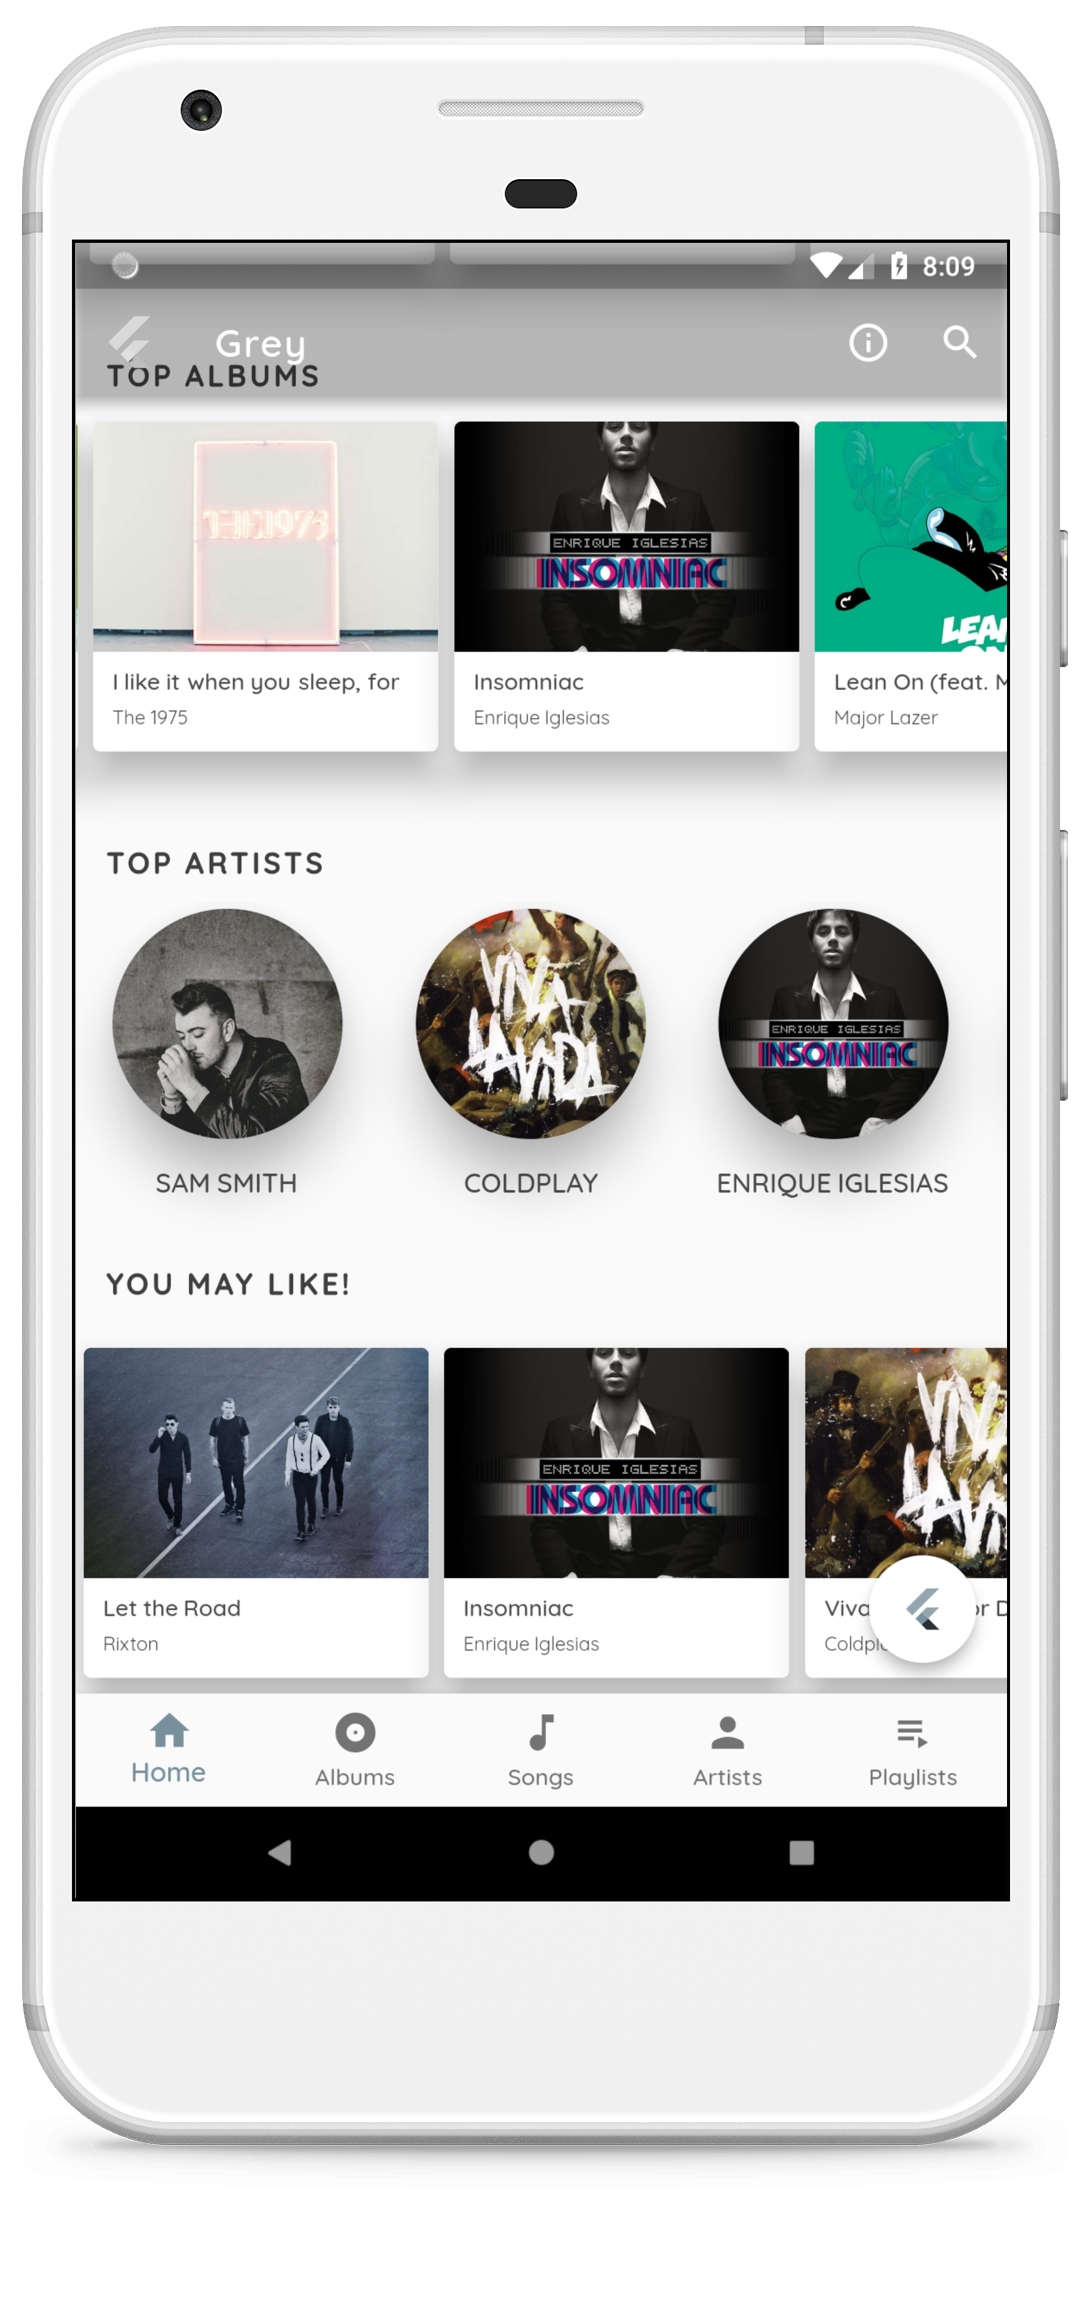 8:09
Grey
TOP ALBUMS
THE 1975
ENRIQUE IGLESIAS
INSOMNIAC
LEAN
I like it when you sleep, for
The 1975
Insomniac
Enrique Iglesias
Lean On (feat. M
Major Lazer
TOP ARTISTS
VIVA
LA VIDA
ENRIQUE IGLESIAS
INSOMNIAC
SAM SMITH
COLDPLAY
ENRIQUE IGLESIAS
YOU MAY LIKE!
ENRIQUE IGLESIAS
INSOMNIAC
Let the Road
Rixton
Insomniac
Enrique Iglesias
Viva or D
Coldpl
Home
Albums
Songs
Artists
Playlists